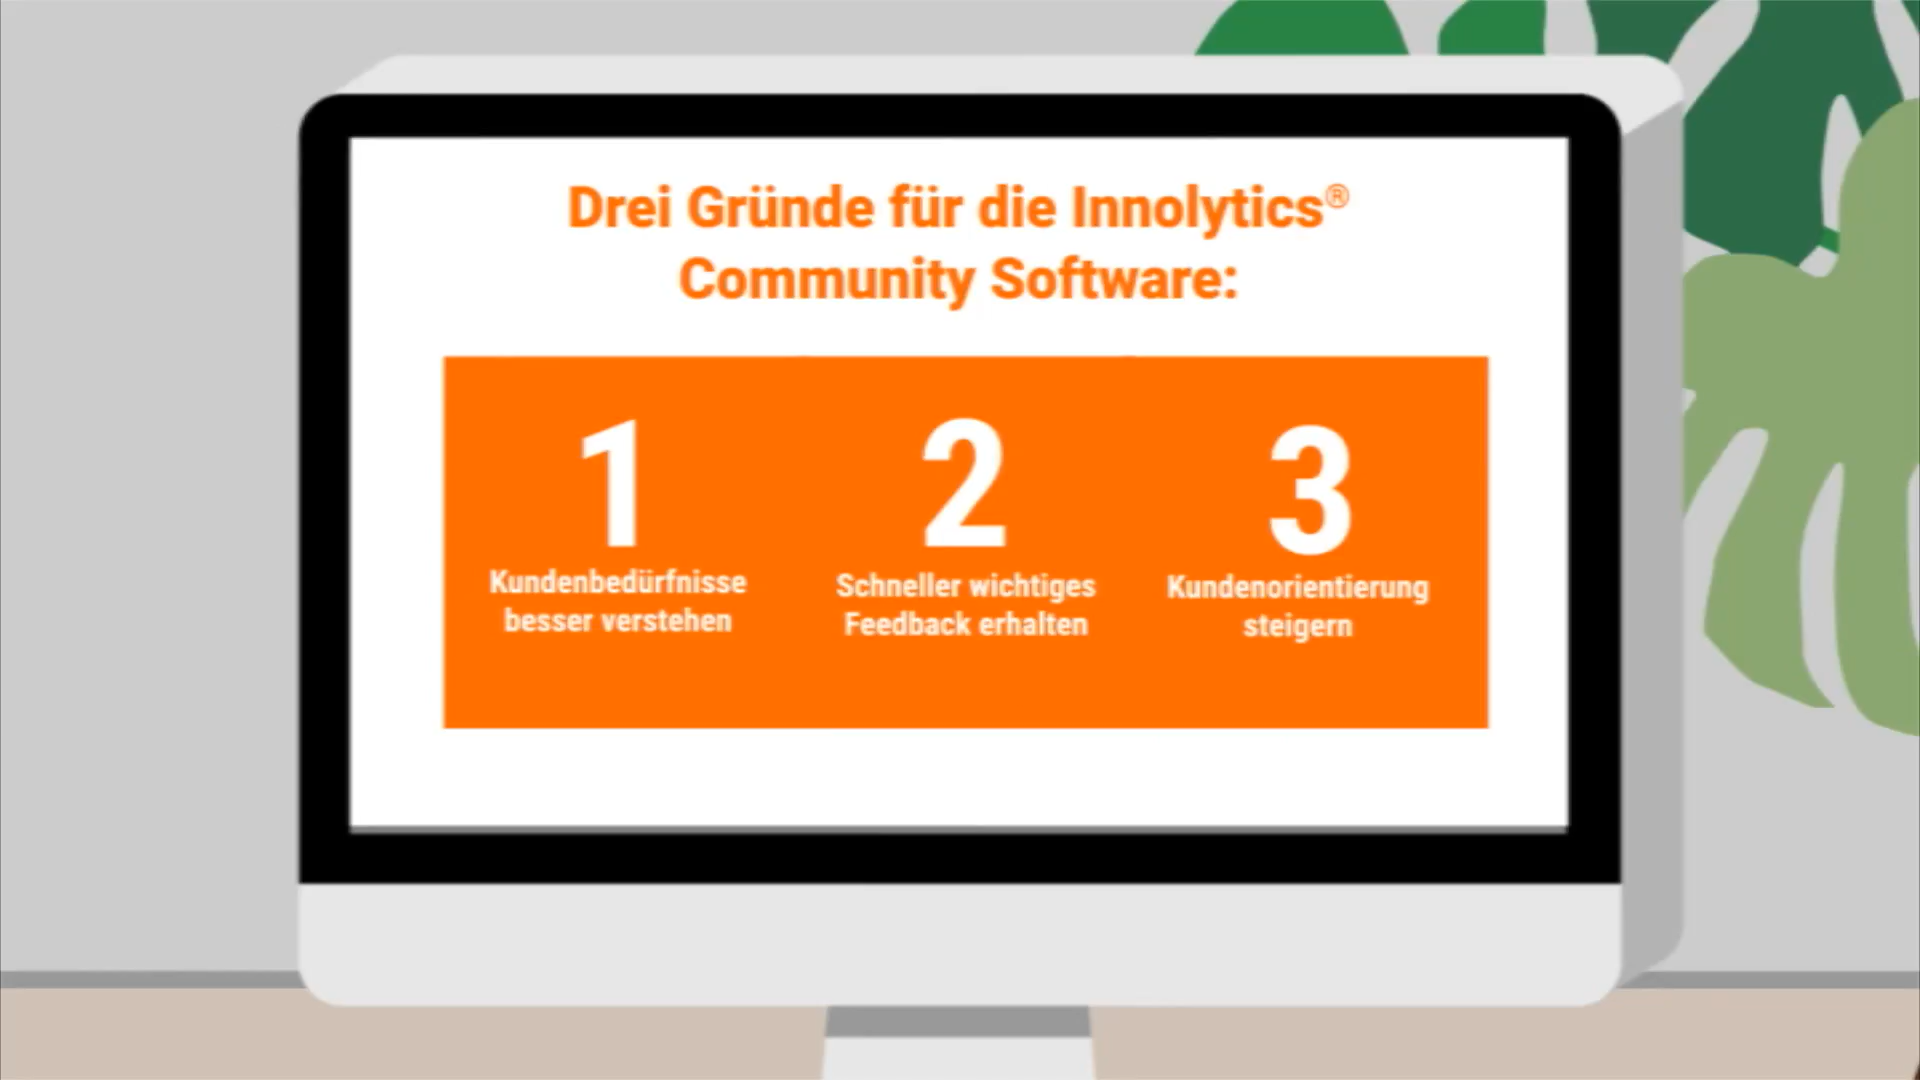 Drei Gründe für die Innolytics®
Community Software:
1
Kundenbedürfnisse
besser verstehen
2
Schneller wichtiges
Feedback erhalten
3
Kundenorientierung
steigern